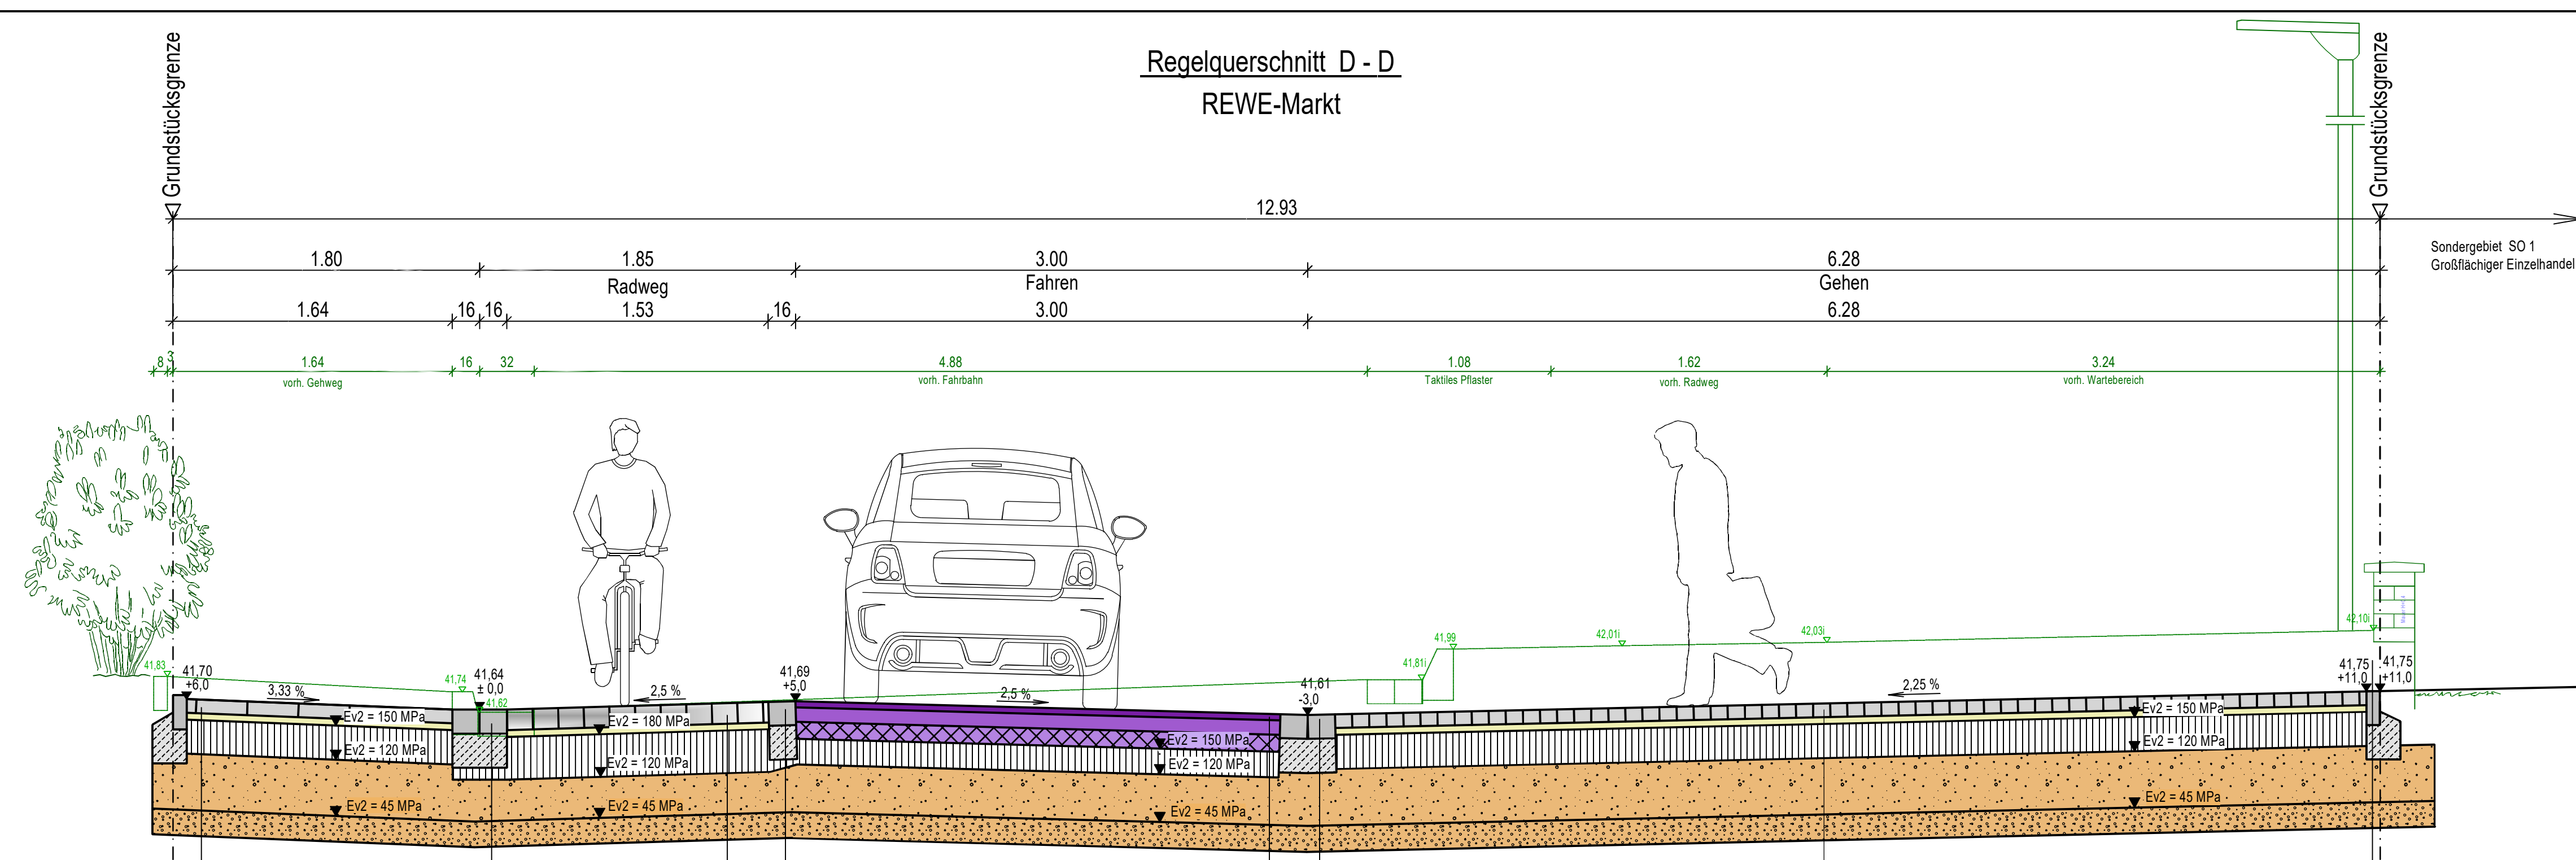 Regelquerschnitt D - D
REWE-Markt
Grundstücksgrenze
Grundstücksgrenze
12.93
Sondergebiet SO 1
Großflächiger Einzelhandel
1.80 1.85 3.00 6.28
Radweg Fahren Gehen
1.64 16 16 1.53 16 3.00 6.28
8 3 1.64 16 32 4.88 1.08 1.62 3.24
vorh. Gehweg vorh. Fahrbahn Taktiles Pflaster vorh. Radweg vorh. Wartebereich
42,10i
42,03i
42,01i
41,99
41,81i
41,83
41,74
41,62
41,70
+6,0
41,64
± 0,0
41,69
+5,0
41,61
-3,0
41,75
+11,0
41,75
+11,0
3,33 % 2,5 % 2,5 % 2,25 %
Ev2 = 150 MPa Ev2 = 180 MPa Ev2 = 150 MPa Ev2 = 150 MPa
Ev2 = 120 MPa Ev2 = 120 MPa Ev2 = 120 MPa Ev2 = 120 MPa
Ev2 = 45 MPa Ev2 = 45 MPa Ev2 = 45 MPa Ev2 = 45 MPa